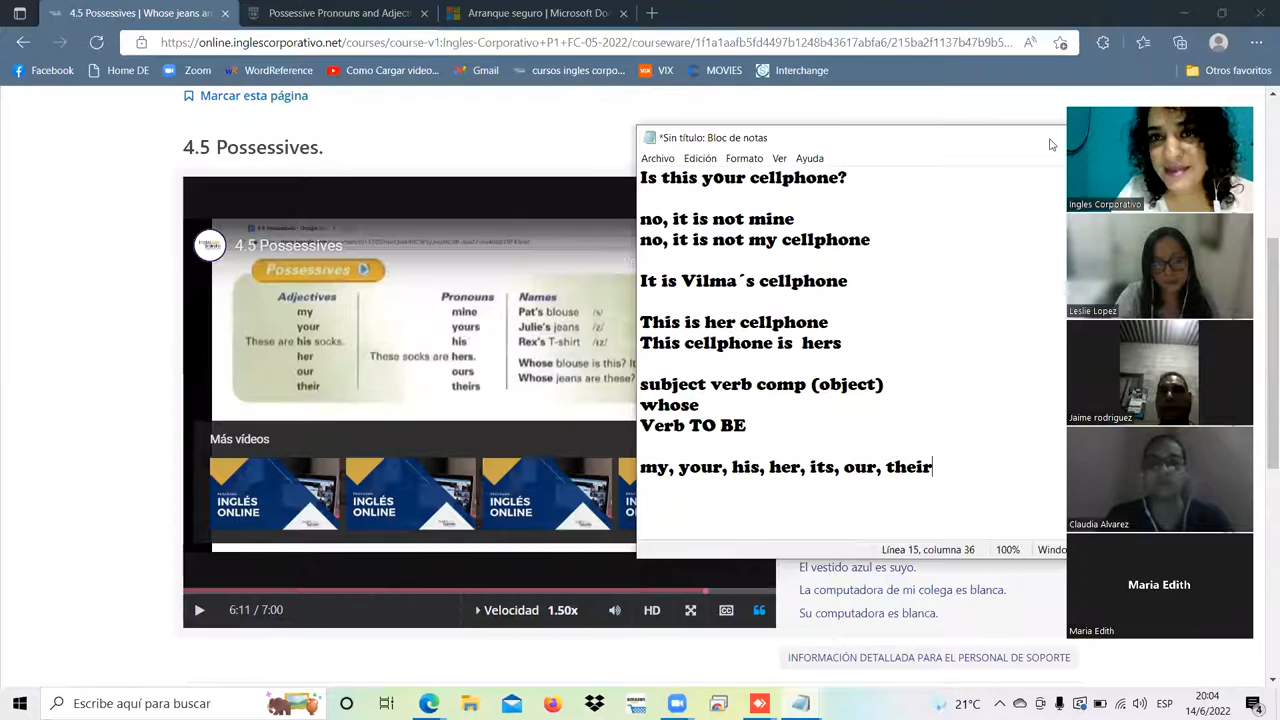 4.5 Possessives | Whose is
Possessive Pronouns and Adject
Arranque seguro | Microsoft Do
https://online.inglescorporativo.net/courses/course-v1:Ingles-Corporativo+P1+FC-05-2022/courseware/1f1a1aafb5fd4497b1248b43617abfa6/215ba2f1137b47b9b5...
Facebook
Home DE
Zoom
WordReference
Como Cargar video...
Gmail
cursos ingles corpo...
VIX
MOVIES
Interchange
Otros favoritos
Marcar esta página
4.5 Possessives.
4.5 Possessives
Possessives
Adjectives
my
your
These are his socks.
her
our
their
Pronouns
mine
yours
his
These socks are hers.
ours
theirs
Names
Pat's blouse /s/
Julie's jeans /z/
Rex's T-shirt /ɪz/
Whose blouse is this? It
Whose jeans are these?
Más vídeos
INGLÉS
ONLINE
INGLÉS
ONLINE
INGLÉS
ONLINE
6:11 / 7:00
Velocidad 1.50x
HD
*Sin título: Bloc de notas
Archivo Edición Formato Ver Ayuda
Is this your cellphone?
no, it is not mine
no, it is not my cellphone
It is Vilma´s cellphone
This is her cellphone
This cellphone is hers
subject verb comp (object)
whose
Verb TO BE
my, your, his, her, its, our, their
Línea 15, columna 36 100% Windo
El vestido azul es suyo.
La computadora de mi colega es blanca.
Su computadora es blanca.
INFORMACIÓN DETALLADA PARA EL PERSONAL DE SOPORTE
Ingles Corporativo
Leslie Lopez
Jaime rodriguez
Claudia Alvarez
Maria Edith
Maria Edith
Escribe aquí para buscar
amazon
21°C
ESP
20:04
14/6/2022
4